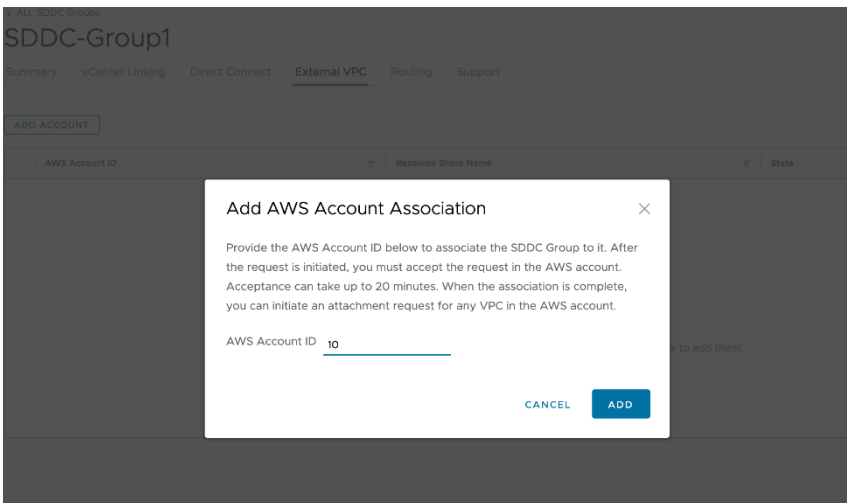 < ALL SDDC Groups
SDDC-Group1
Summary vCenter Linking Direct Connect External VPC Routing Support
ADD ACCOUNT
AWS Account ID Resource Share Name State
Add AWS Account Association
Provide the AWS Account ID below to associate the SDDC Group to it. After
the request is initiated, you must accept the request in the AWS account.
Acceptance can take up to 20 minutes. When the association is complete,
you can initiate an attachment request for any VPC in the AWS account.
AWS Account ID 10
to add them.
CANCEL ADD